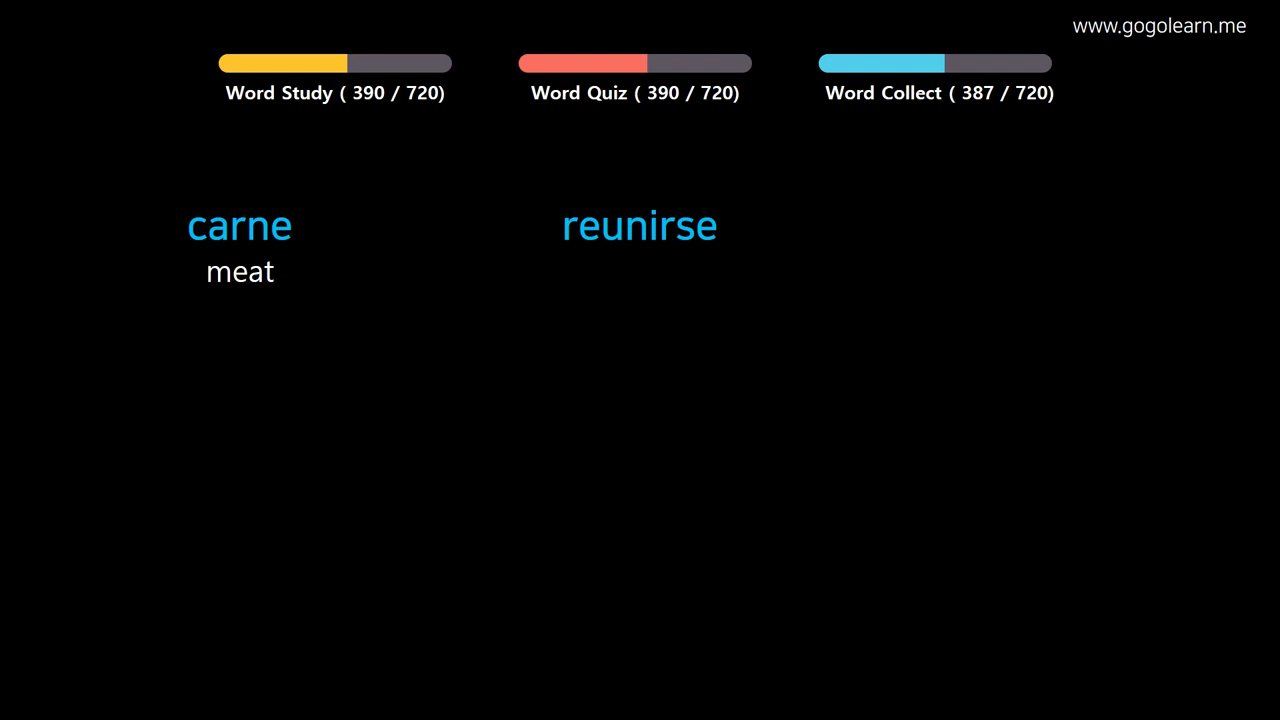 www.gogolearn.me
Word Study ( 390 / 720)
Word Quiz ( 390 / 720)
Word Collect ( 387 / 720)
carne
meat
reunirse